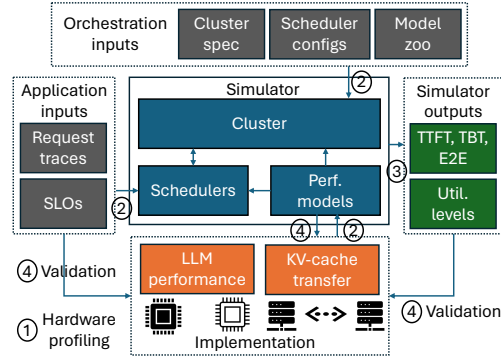 Orchestration
inputs
Cluster
spec
Scheduler
configs
Model
zoo
Application
inputs
Request
traces
SLOs
②
②
Simulator
Cluster
Schedulers
Perf.
models
③
Simulator
outputs
TTFT, TBT,
E2E
Util.
levels
④
②
④ Validation
① Hardware
profiling
LLM
performance
KV-cache
transfer
Implementation
④ Validation